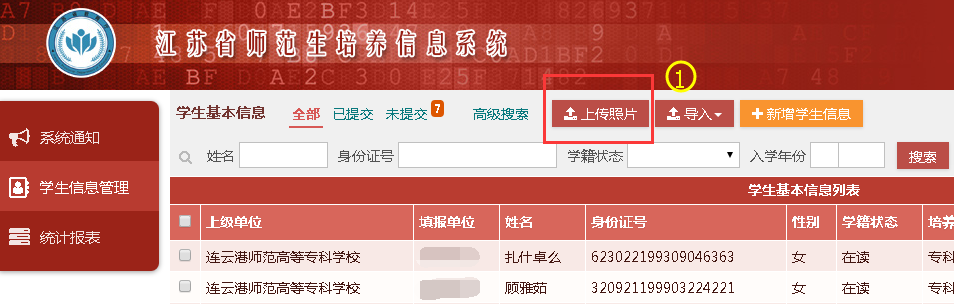 江苏省师范生培养信息系统
①
学生基本信息 全部 已提交 未提交 7 高级搜索 上传照片 导入 新增学生信息
系统通知
姓名 身份证号 学籍状态 入学年份 搜索
学生信息管理
学生基本信息列表
上级单位 填报单位 姓名 身份证号 性别 学籍状态 培养
统计报表
连云港师范高等专科学校 扎什卓么 623022199309046363 女 在读 专科
连云港师范高等专科学校 顾雅茹 320921199903224221 女 在读 专科